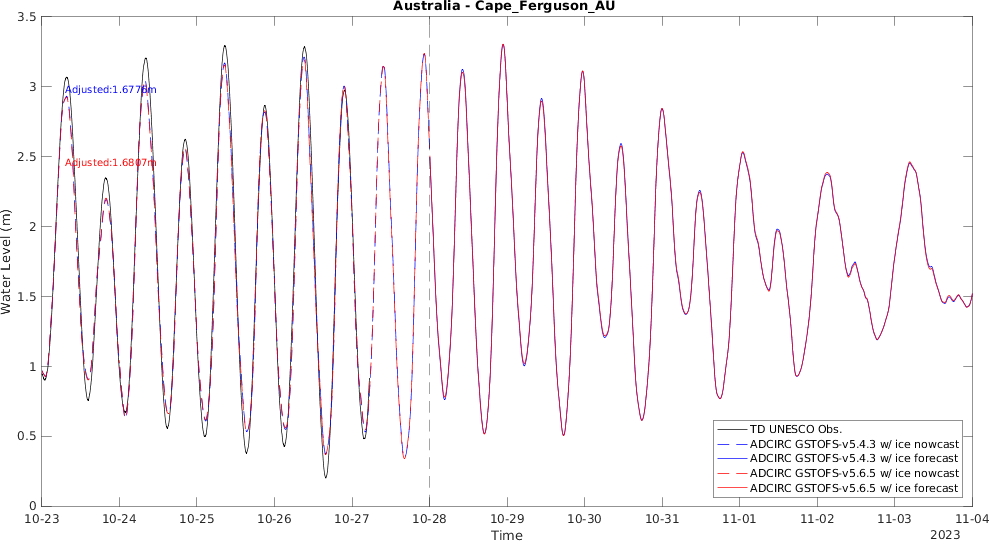 Australia - Cape_Ferguson_AU
3.5
3
2.5
2
1.5
1
0.5
0
Water Level (m)
Adjusted:1.6776m
Adjusted:1.6807m
TD UNESCO Obs.
ADCIRC GSTOFS-v5.4.3 w/ ice nowcast
ADCIRC GSTOFS-v5.4.3 w/ ice forecast
ADCIRC GSTOFS-v5.6.5 w/ ice nowcast
ADCIRC GSTOFS-v5.6.5 w/ ice forecast
10-23 10-24 10-25 10-26 10-27 10-28 10-29 10-30 10-31 11-01 11-02 11-03 11-04
Time
2023